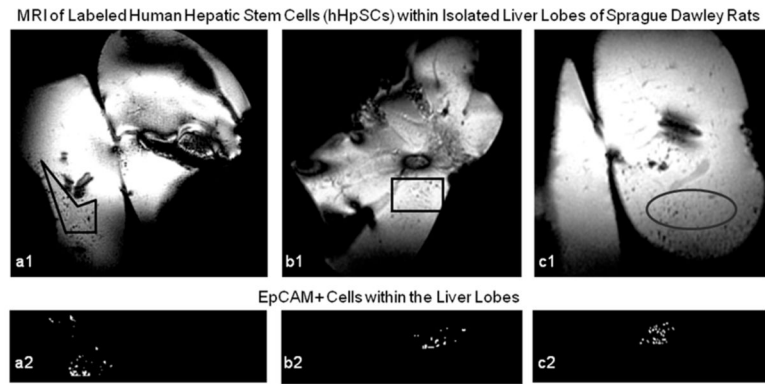 MRI of Labeled Human Hepatic Stem Cells (hHpSCs) within Isolated Liver Lobes of Sprague Dawley Rats
a1
b1
c1
EpCAM+ Cells within the Liver Lobes
a2
b2
c2